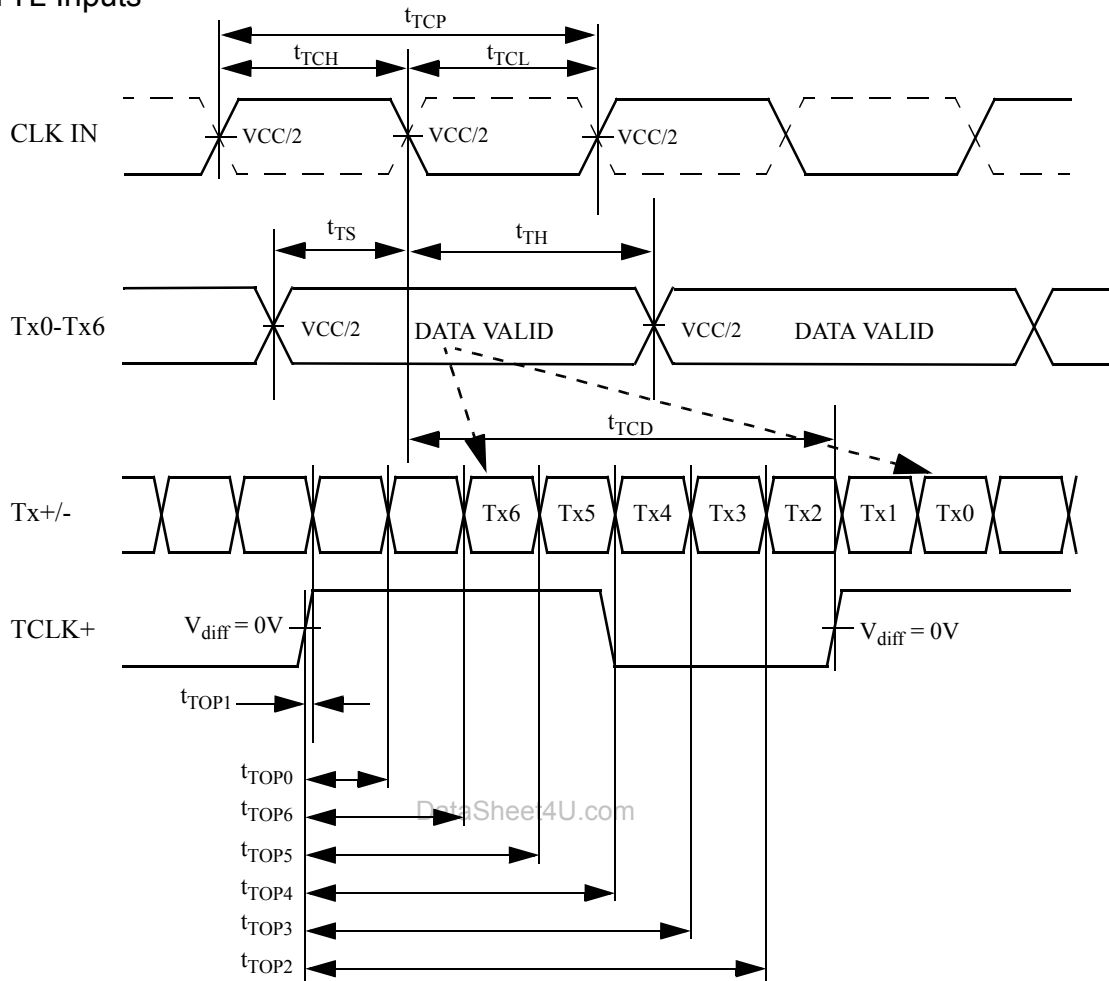 TTL Inputs
tTCP
tTCH
tTCL
CLK IN
VCC/2
VCC/2
VCC/2
tTS
tTH
Tx0-Tx6
VCC/2
DATA VALID
VCC/2
DATA VALID
tTCD
Tx+/-
Tx6
Tx5
Tx4
Tx3
Tx2
Tx1
Tx0
TCLK+
Vdiff = 0V
Vdiff = 0V
tTOP1
tTOP0
DataSheet4U.com
tTOP6
tTOP5
tTOP4
tTOP3
tTOP2